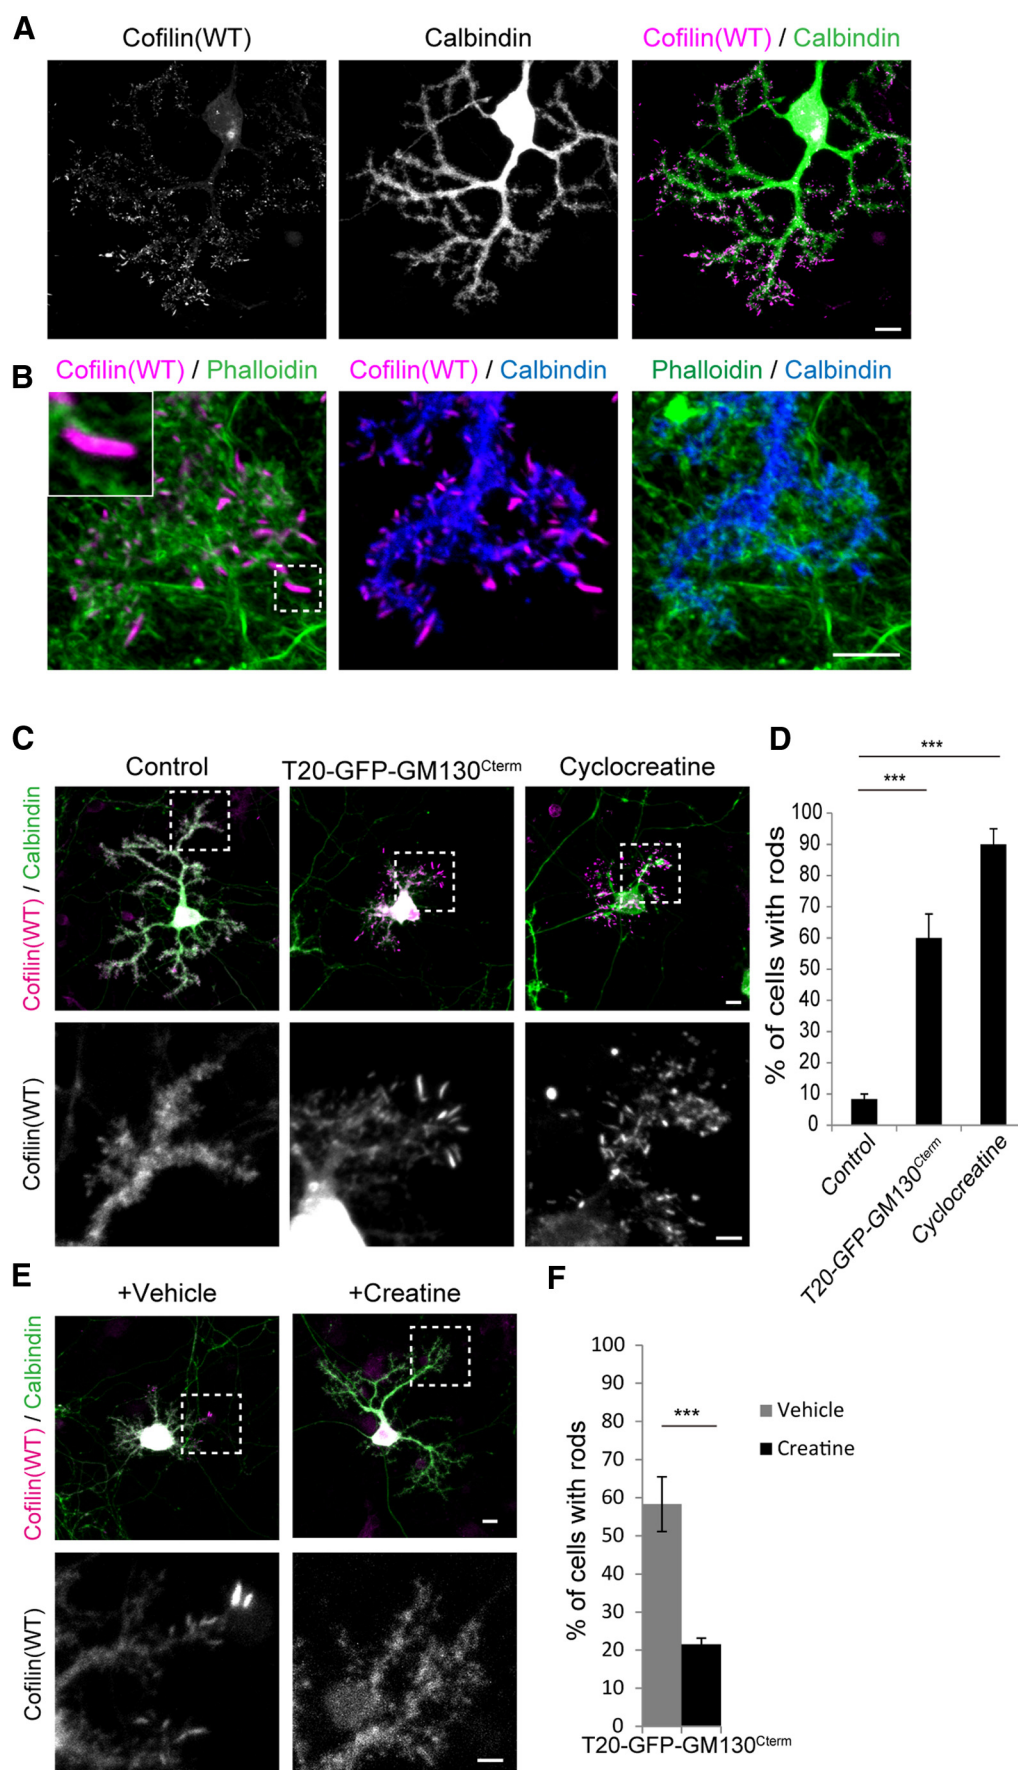 A
Cofilin(WT)
Calbindin
Cofilin(WT) / Calbindin
B
Cofilin(WT) / Phalloidin
Cofilin(WT) / Calbindin
Phalloidin / Calbindin
C
Control
T20-GFP-GM130Cterm
Cyclocreatine
Cofilin(WT) / Calbindin
Cofilin(WT)
D
***
***
% of cells with rods
100
90
80
70
60
50
40
30
20
10
0
Control
T20-GFP-GM130Cterm
Cyclocreatine
E
+Vehicle
+Creatine
Cofilin(WT) / Calbindin
Cofilin(WT)
F
% of cells with rods
100
90
80
70
60
50
40
30
20
10
0
***
Vehicle
Creatine
T20-GFP-GM130Cterm